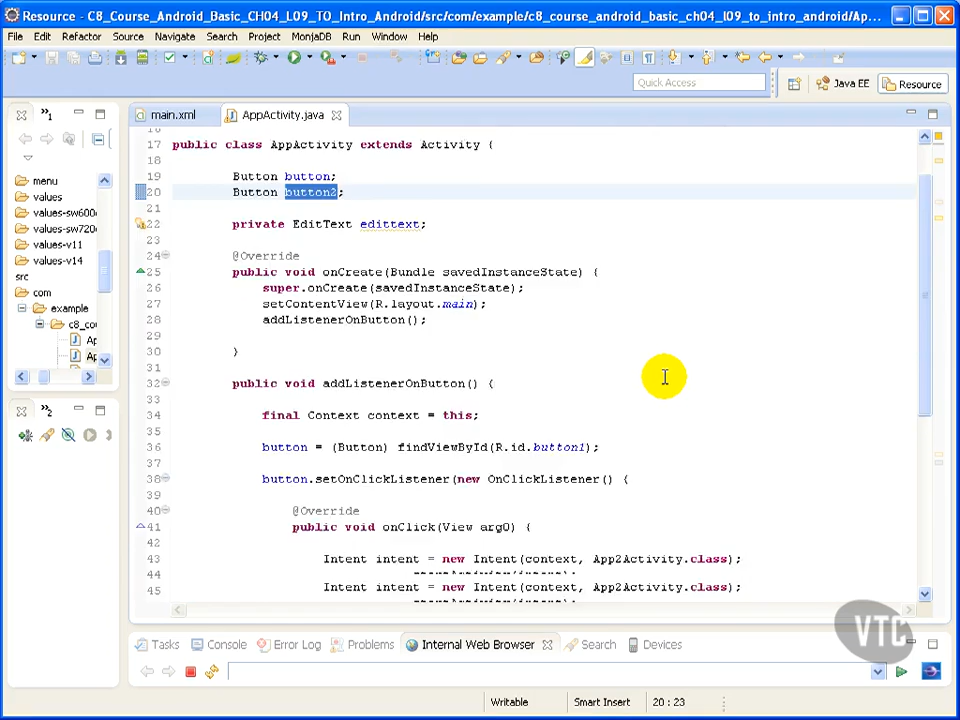 Resource - C8_Course_Android_Basic_CH04_L09_TO_Intro_Android/src/com/example/c8_course_android_basic_ch04_l09_to_intro_android/Ap...
File Edit Refactor Source Navigate Search Project MonjaDB Run Window Help
Quick Access
Java EE
Resource
main.xml
AppActivity.java
menu
values
values-sw600
values-sw720
values-v11
values-v14
src
com
example
c8_cou
Ap
Ap
»1
»2
16
17 public class AppActivity extends Activity {
18
19 Button button;
20 Button button2;
21
22 private EditText edittext;
23
24 @Override
25 public void onCreate(Bundle savedInstanceState) {
26 super.onCreate(savedInstanceState);
27 setContentView(R.layout.main);
28 addListenerOnButton();
29
30 }
31
32 public void addListenerOnButton() {
33
34 final Context context = this;
35
36 button = (Button) findViewById(R.id.button1);
37
38 button.setOnClickListener(new OnClickListener() {
39
40 @Override
41 public void onClick(View arg0) {
42
43 Intent intent = new Intent(context, App2Activity.class);
44
Intent intent = new Intent(context, App2Activity.class);
45
VTC
Tasks Console Error Log Problems Internal Web Browser Search Devices
Writable Smart Insert 20 : 23